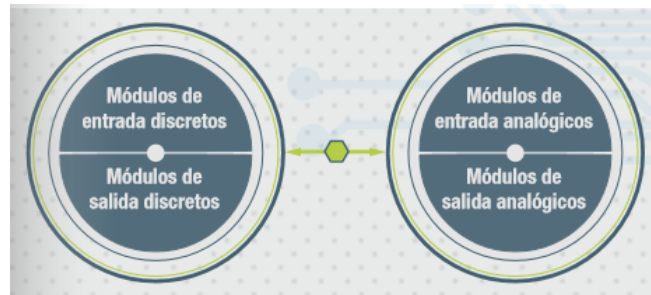 Módulos de
entrada discretos
Módulos de
salida discretos
Módulos de
entrada analógicos
Módulos de
salida analógicos